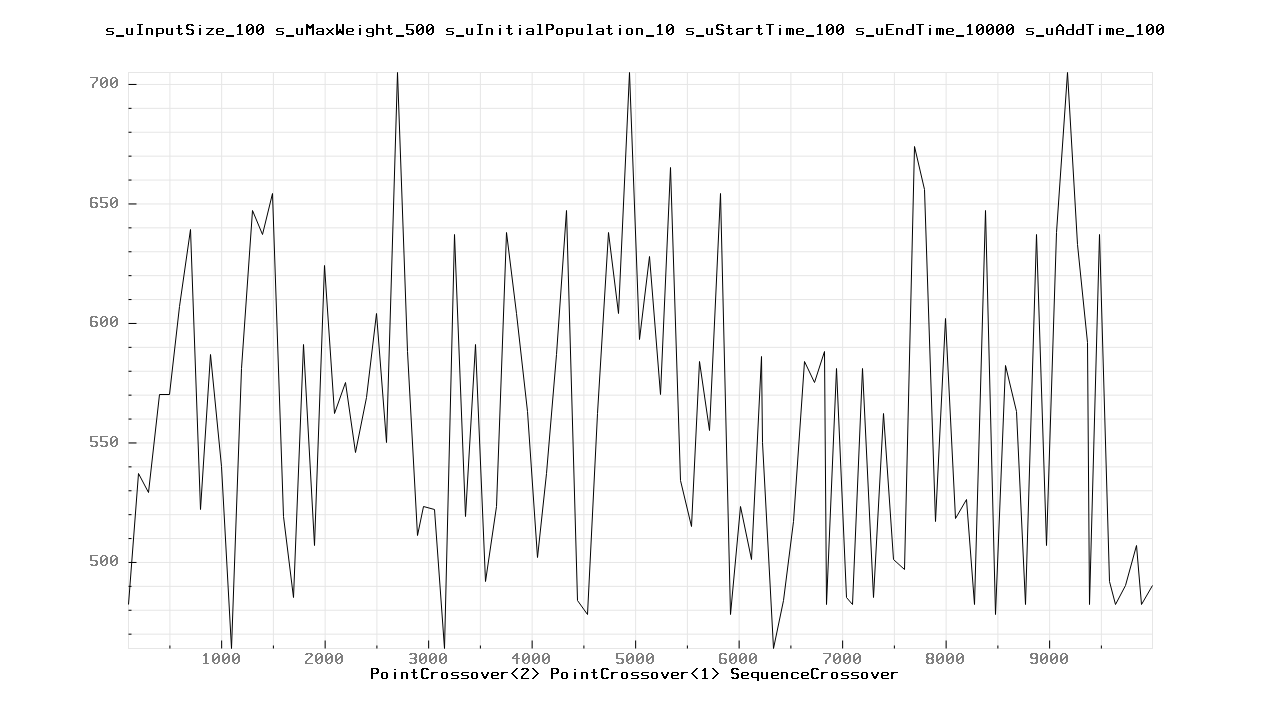 s_uInputSize_100 s_uMaxWeight_500 s_uInitialPopulation_10 s_uStartTime_100 s_uEndTime_10000 s_uAddTime_100
700
650
600
550
500
1000 2000 3000 4000 5000 6000 7000 8000 9000
PointCrossover<2> PointCrossover<1> SequenceCrossover